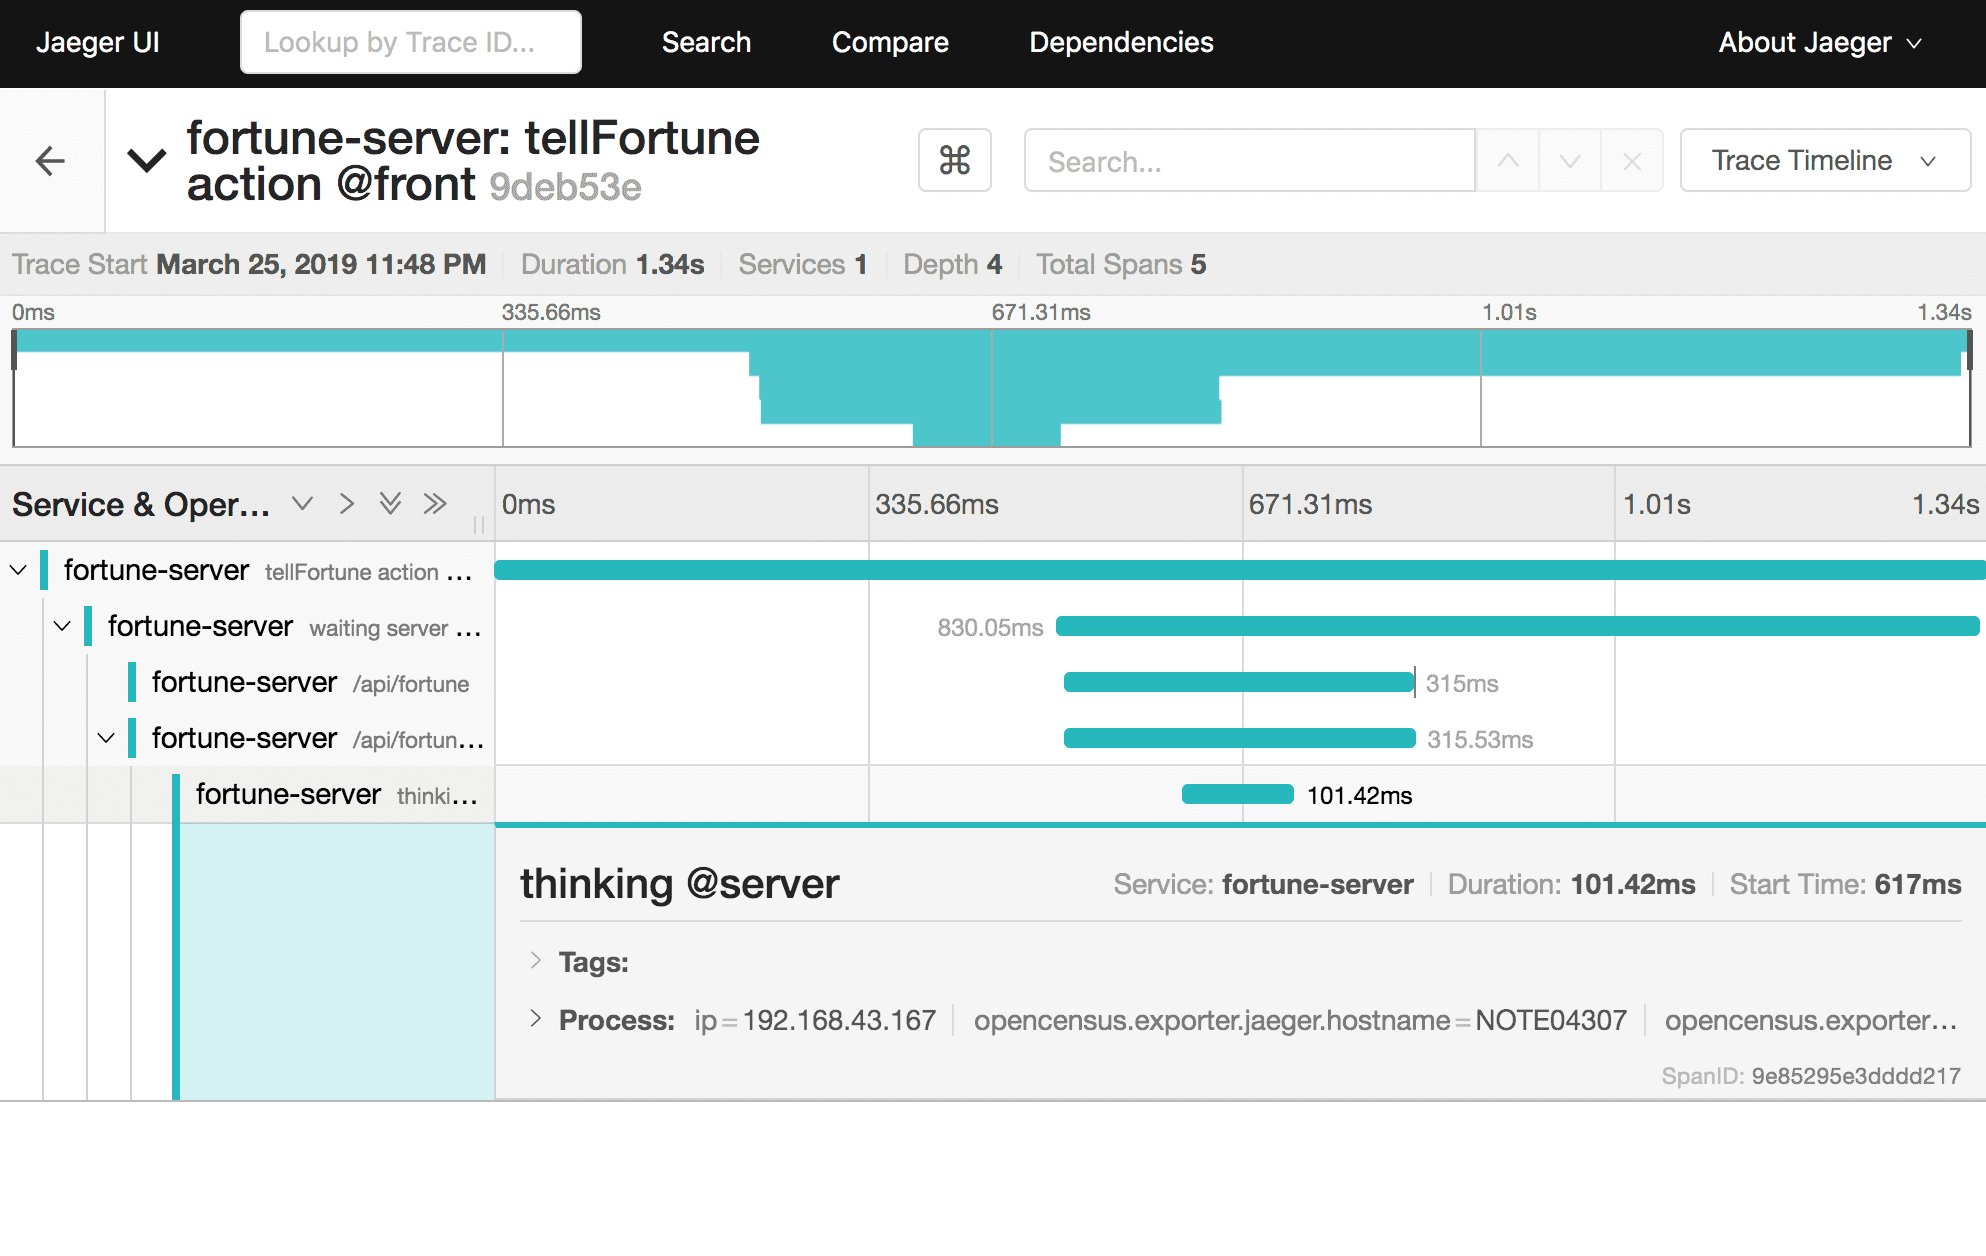 Jaeger UI Lookup by Trace ID... Search Compare Dependencies About Jaeger
fortune-server: tellFortune
action @front 9deb53e
⌘ Search... Trace Timeline
Trace Start March 25, 2019 11:48 PM Duration 1.34s Services 1 Depth 4 Total Spans 5
0ms 335.66ms 671.31ms 1.01s 1.34s
Service & Oper... 0ms 335.66ms 671.31ms 1.01s 1.34s
fortune-server tellFortune action ...
fortune-server waiting server ... 830.05ms
fortune-server /api/fortune 315ms
fortune-server /api/fortun... 315.53ms
fortune-server thinki... 101.42ms
thinking @server Service: fortune-server Duration: 101.42ms Start Time: 617ms
Tags:
Process: ip = 192.168.43.167 opencensus.exporter.jaeger.hostname = NOTE04307 opencensus.exporter...
SpanID: 9e85295e3dddd217